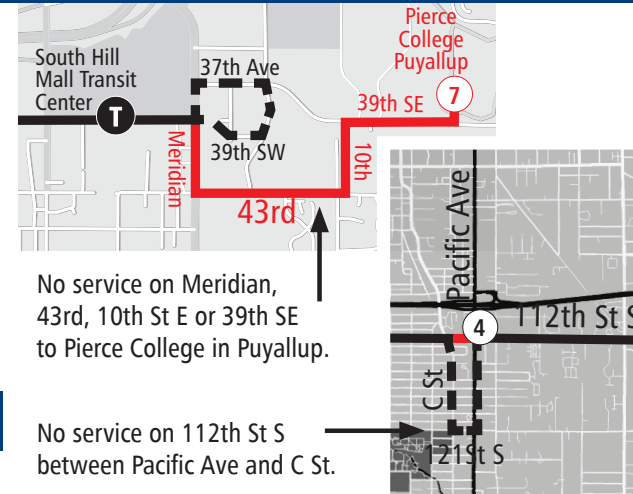 Pierce
College
Puyallup
South Hill
Mall Transit
Center
T
37th Ave
7
39th SE
39th SW
Meridian
10th
43rd
Pacific Ave
No service on Meridian,
43rd, 10th St E or 39th SE
to Pierce College in Puyallup.
4
112th St S
C St
No service on 112th St S
between Pacific Ave and C St.
121St S